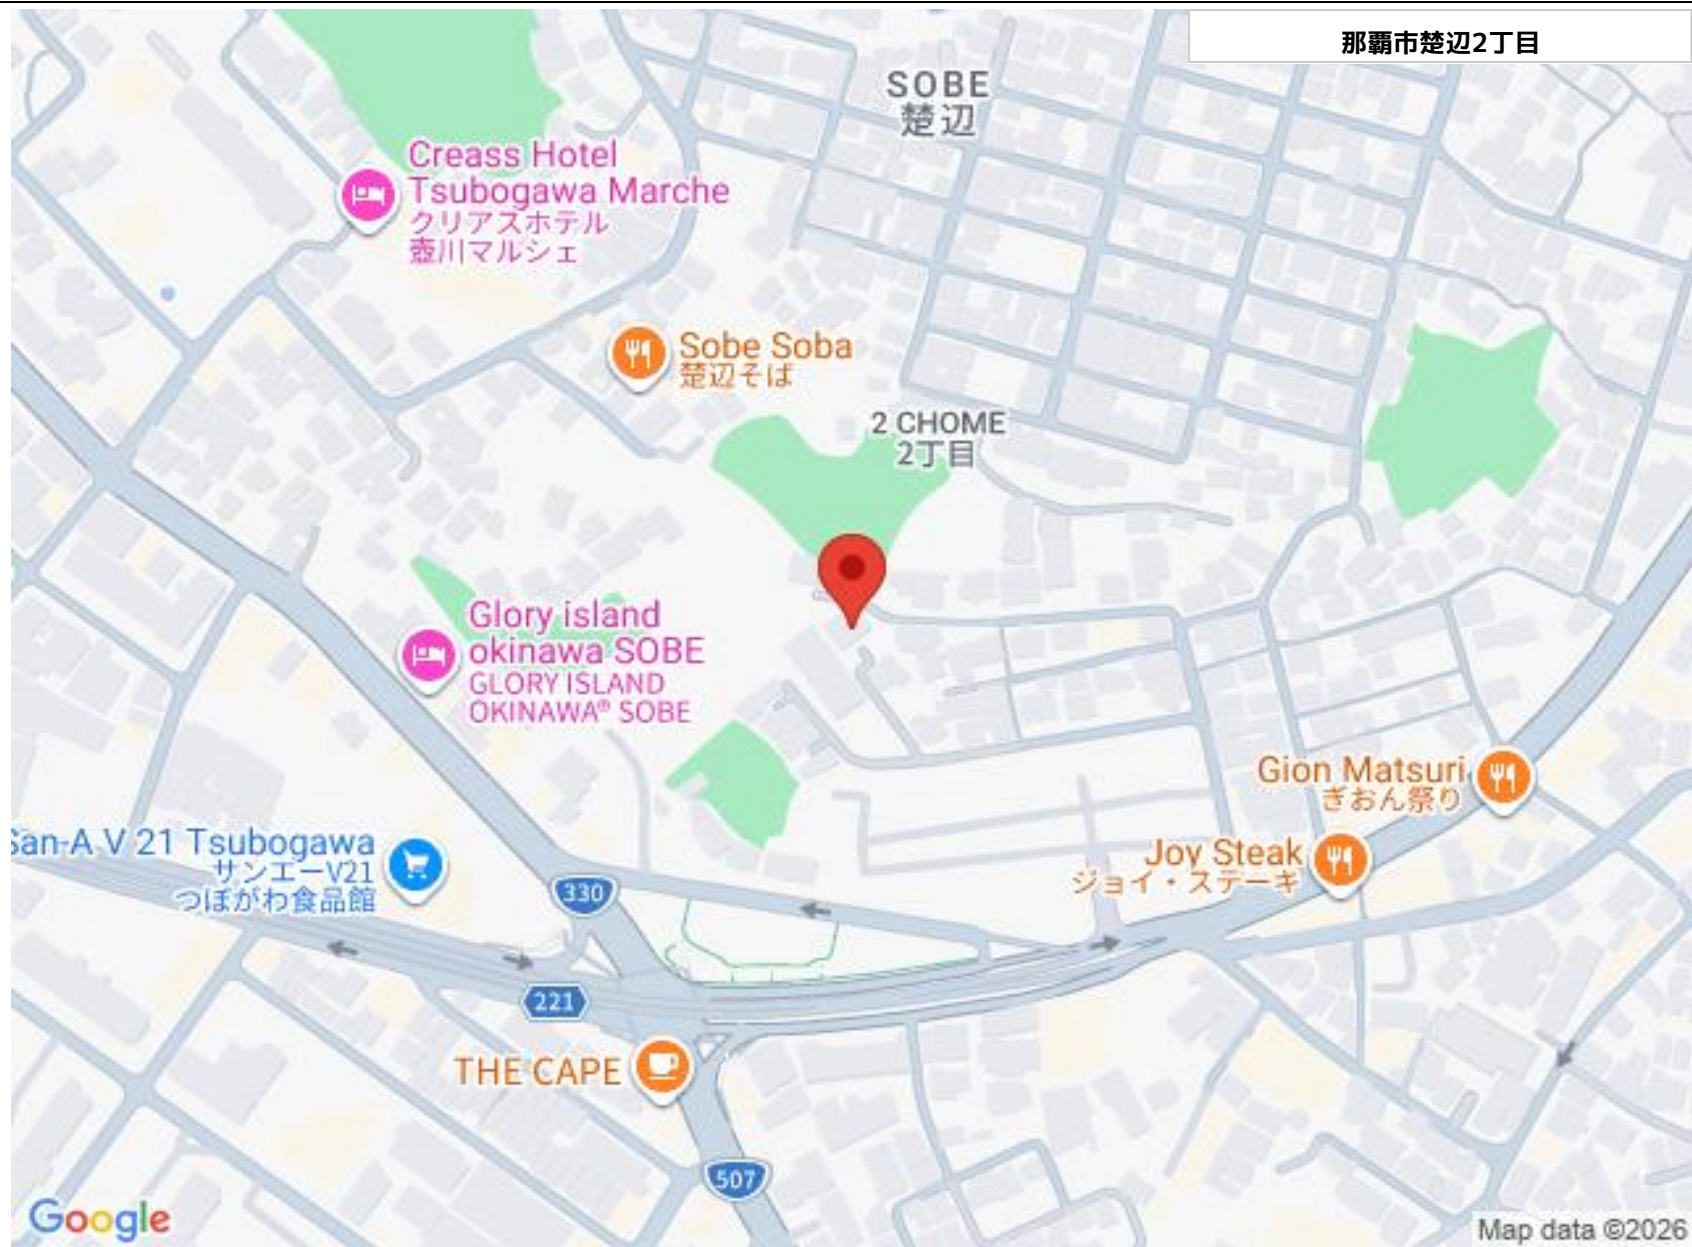 那覇市楚辺2丁目
SOBE
楚辺
Creass Hotel
Tsubogawa Marche
クリアスホテル
壺川マルシェ
Sobe Soba
楚辺そば
2 CHOME
2丁目
Glory island
okinawa SOBE
GLORY ISLAND
OKINAWA® SOBE
Gion Matsuri
ぎおん祭り
San-A V 21 Tsubogawa
サンエーV21
つぼがわ食品館
Joy Steak
ジョイ・ステーキ
330
221
THE CAPE
507
Google
Map data ©2026